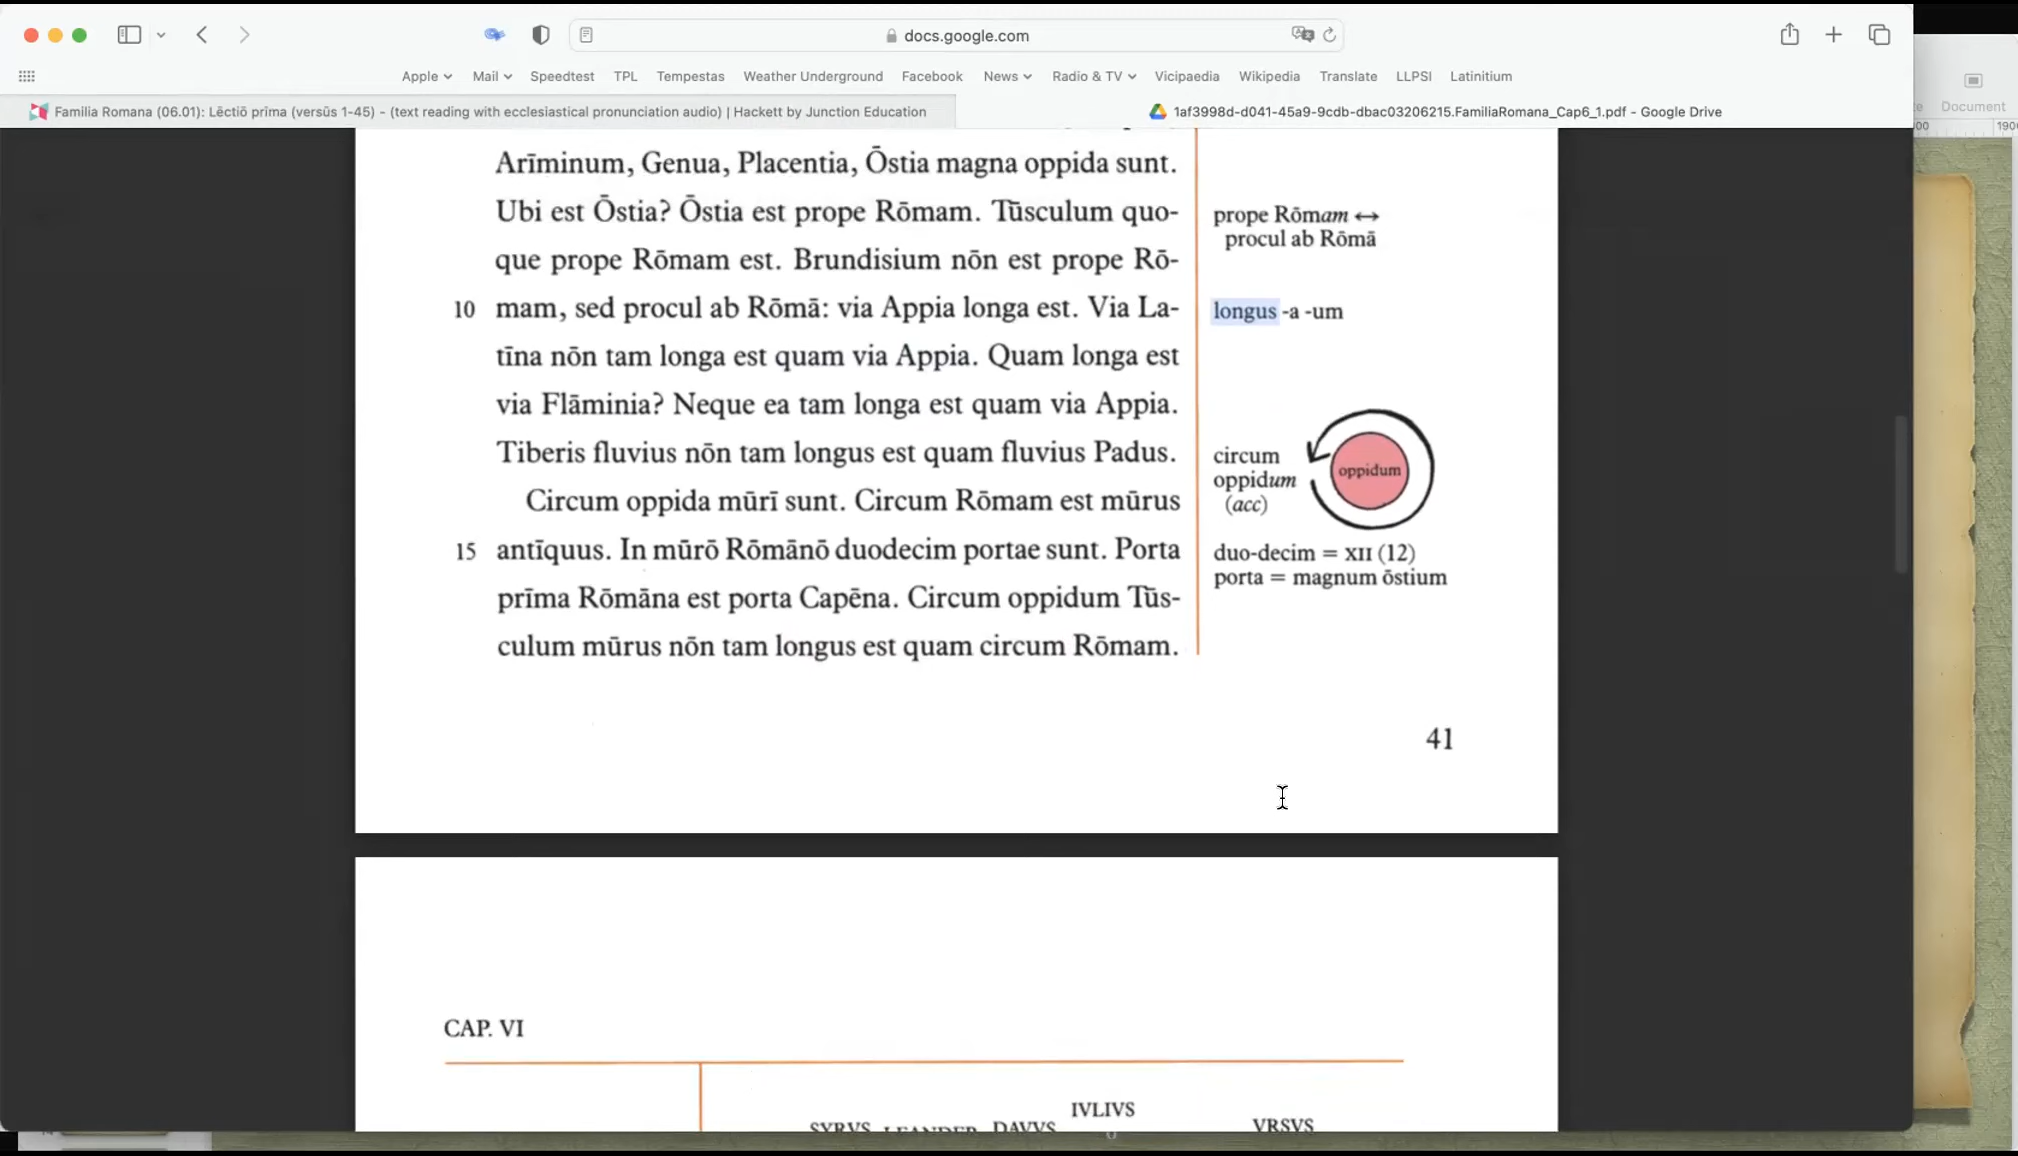 docs.google.com
Apple Mail Speedtest TPL Tempestas Weather Underground Facebook News Radio & TV Vicipaedia Wikipedia Translate LLPSI Latinitium
Familia Romana (06.01): Lēctiō prīma (versūs 1-45) - (text reading with ecclesiastical pronunciation audio) | Hackett by Junction Education
1af3998d-d041-45a9-9cdb-dbac03206215.FamiliaRomana_Cap6_1.pdf - Google Drive
Document
Arīminum, Genua, Placentia, Ōstia magna oppida sunt.
Ubi est Ōstia? Ōstia est prope Rōmam. Tūsculum quo-
que prope Rōmam est. Brundisium nōn est prope Rō-
10 mam, sed procul ab Rōmā: via Appia longa est. Via La-
tīna nōn tam longa est quam via Appia. Quam longa est
via Flāminia? Neque ea tam longa est quam via Appia.
Tiberis fluvius nōn tam longus est quam fluvius Padus.
Circum oppida mūrī sunt. Circum Rōmam est mūrus
15 antīquus. In mūrō Rōmānō duodecim portae sunt. Porta
prīma Rōmāna est porta Capēna. Circum oppidum Tūs-
culum mūrus nōn tam longus est quam circum Rōmam.
prope Rōmam ↔
procul ab Rōmā
longus -a -um
circum
oppidum
(acc)
oppidum
duo-decim = XII (12)
porta = magnum ōstium
41
CAP. VI
IVLIVS
SYRVS LEANDER DAVVS VRSVS